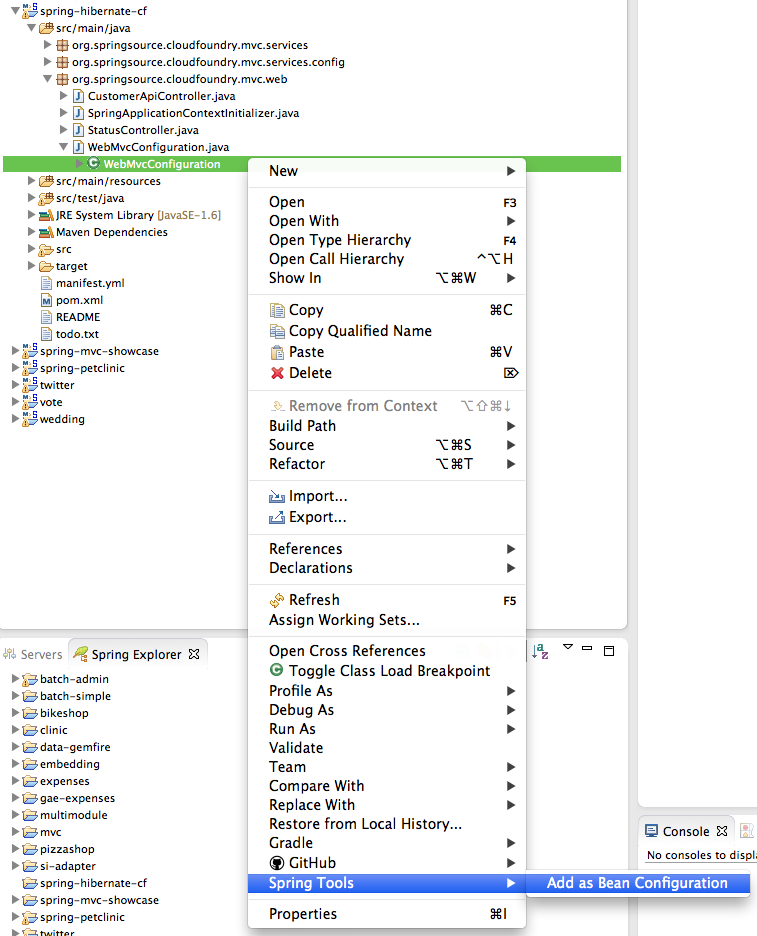 spring-hibernate-cf
src/main/java
org.springsource.cloudfoundry.mvc.services
org.springsource.cloudfoundry.mvc.services.config
org.springsource.cloudfoundry.mvc.web
CustomerApiController.java
SpringApplicationContextInitializer.java
StatusController.java
WebMvcConfiguration.java
WebMvcConfiguration
src/main/resources
src/test/java
JRE System Library [JavaSE-1.6]
Maven Dependencies
src
target
manifest.yml
pom.xml
README
todo.txt
spring-mvc-showcase
spring-petclinic
twitter
vote
wedding
New
Open F3
Open With
Open Type Hierarchy F4
Open Call Hierarchy ^⌥H
Show In ⌥⌘W
Copy ⌘C
Copy Qualified Name
Paste ⌘V
Delete ⌦
Remove from Context ⌥⇧⌘↓
Build Path
Source ⌥⌘S
Refactor ⌥⌘T
Import...
Export...
References
Declarations
Refresh F5
Assign Working Sets...
Open Cross References
Toggle Class Load Breakpoint
Profile As
Debug As
Run As
Validate
Team
Compare With
Replace With
Restore from Local History...
Gradle
GitHub
Spring Tools
Add as Bean Configuration
Properties ⌘I
Servers Spring Explorer
batch-admin
batch-simple
bikeshop
clinic
data-gemfire
embedding
expenses
gae-expenses
multimodule
mvc
pizzashop
si-adapter
spring-hibernate-cf
spring-mvc-showcase
spring-petclinic
twitter
Console
No consoles to displa